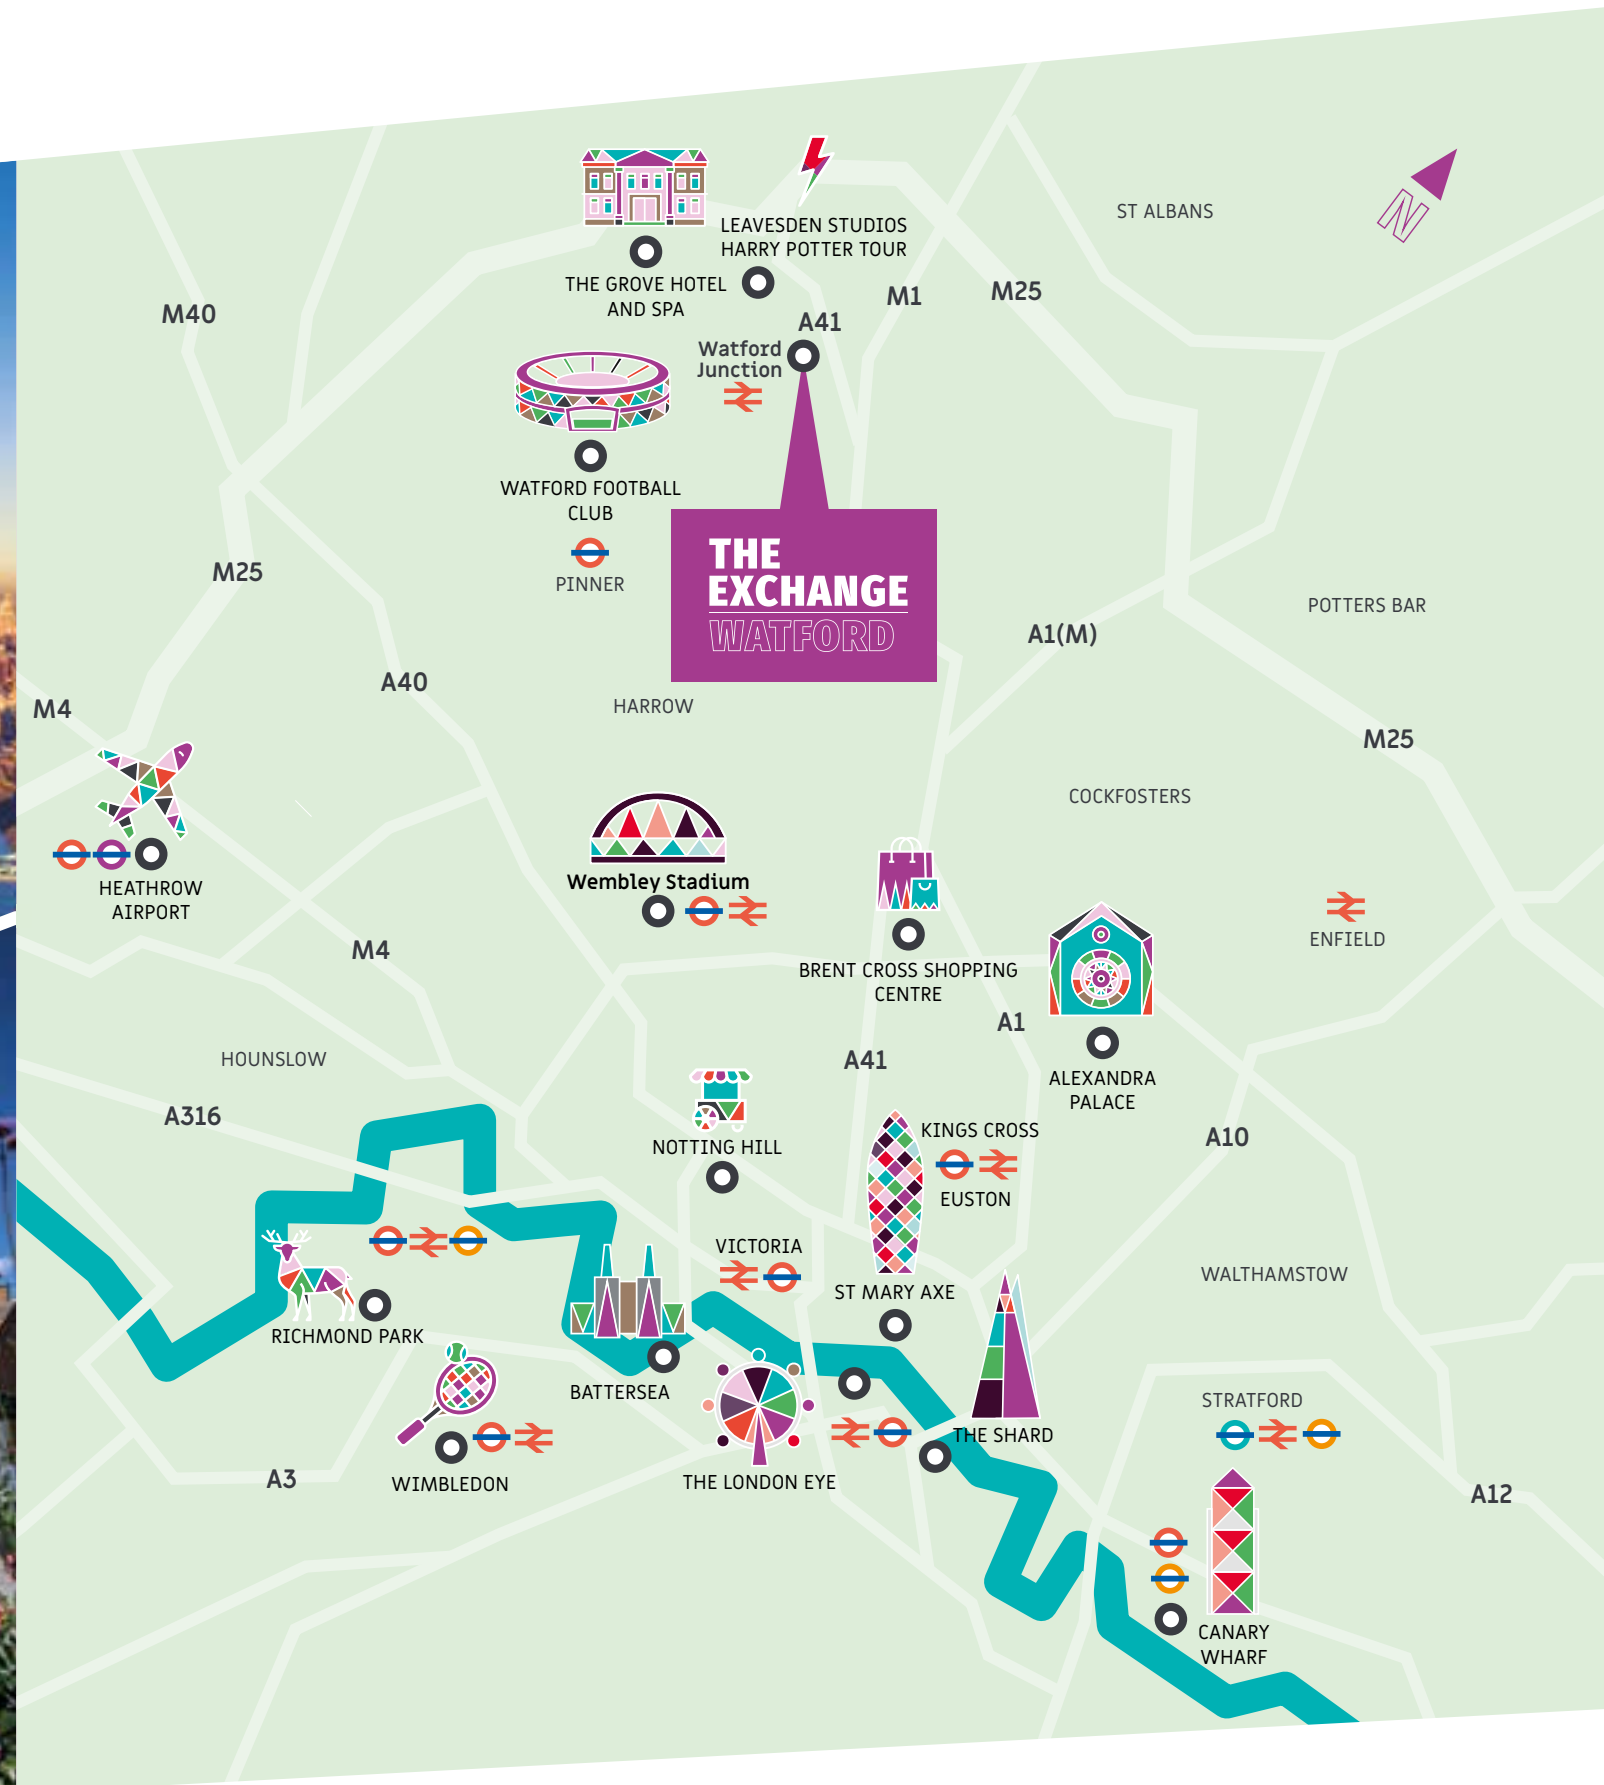 ST ALBANS
N
LEAVESDEN STUDIOS
HARRY POTTER TOUR
THE GROVE HOTEL
AND SPA
M1
M25
M40
A41
Watford
Junction
WATFORD FOOTBALL
CLUB
PINNER
THE
EXCHANGE
WATFORD
M25
POTTERS BAR
A1(M)
A40
HARROW
M4
M25
COCKFOSTERS
HEATHROW
AIRPORT
Wembley Stadium
ENFIELD
M4
BRENT CROSS SHOPPING
CENTRE
A1
HOUNSLOW
A41
ALEXANDRA
PALACE
A316
NOTTING HILL
KINGS CROSS
EUSTON
A10
VICTORIA
WALTHAMSTOW
ST MARY AXE
RICHMOND PARK
BATTERSEA
STRATFORD
THE SHARD
A3
WIMBLEDON
THE LONDON EYE
A12
CANARY
WHARF